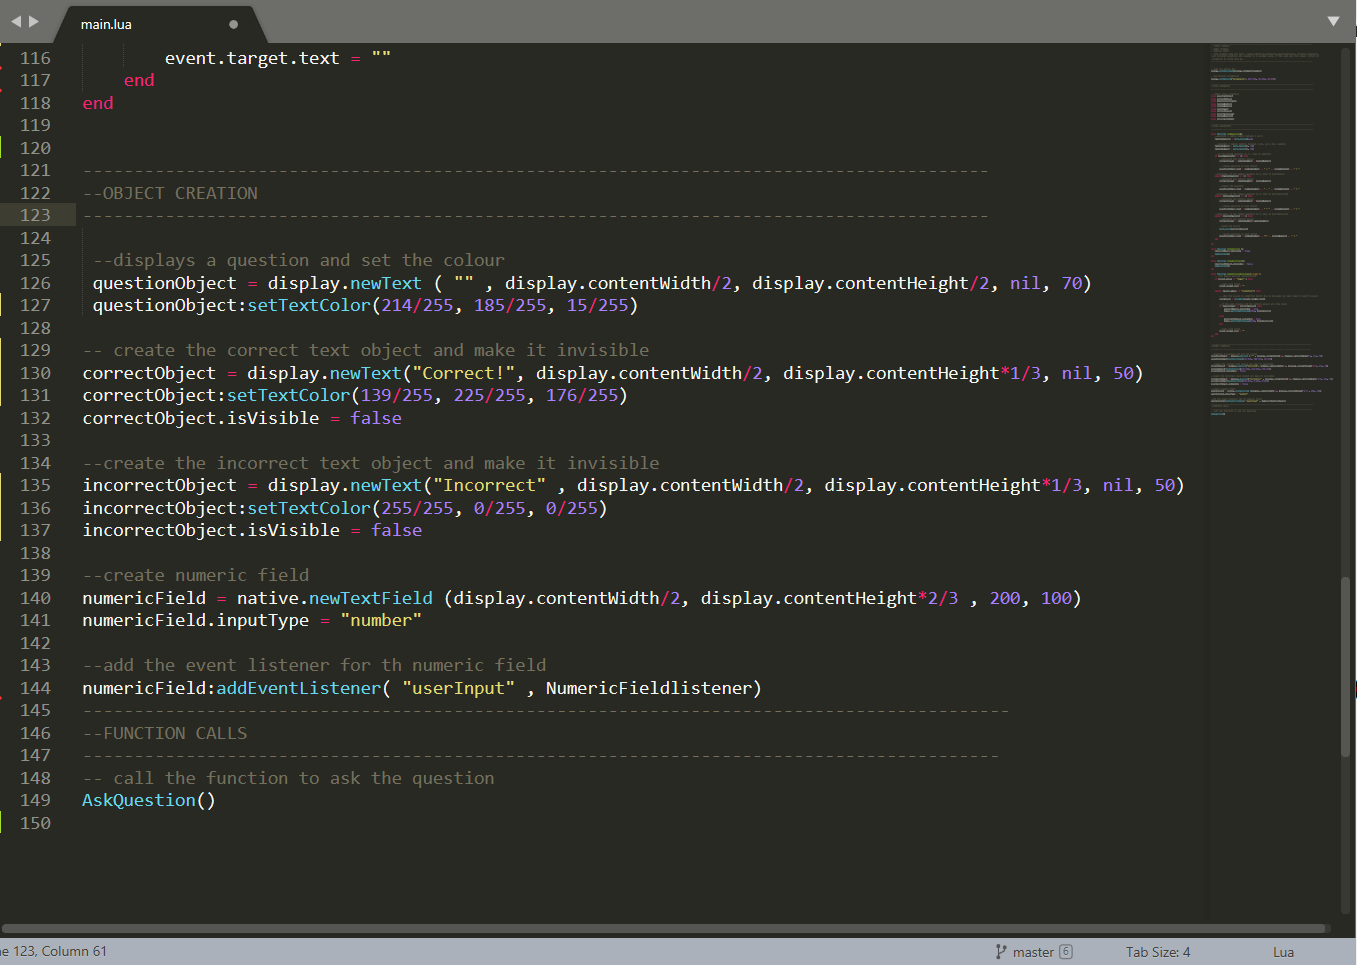 main.lua
116 event.target.text = ""
117 end
118 end
119
120
121 ----------------------------------------------------------------------------------------
122 --OBJECT CREATION
123 ----------------------------------------------------------------------------------------
124
125 --displays a question and set the colour
126 questionObject = display.newText ( "" , display.contentWidth/2, display.contentHeight/2, nil, 70)
127 questionObject:setTextColor(214/255, 185/255, 15/255)
128
129 -- create the correct text object and make it invisible
130 correctObject = display.newText("Correct!", display.contentWidth/2, display.contentHeight*1/3, nil, 50)
131 correctObject:setTextColor(139/255, 225/255, 176/255)
132 correctObject.isVisible = false
133
134 --create the incorrect text object and make it invisible
135 incorrectObject = display.newText("Incorrect" , display.contentWidth/2, display.contentHeight*1/3, nil, 50)
136 incorrectObject:setTextColor(255/255, 0/255, 0/255)
137 incorrectObject.isVisible = false
138
139 --create numeric field
140 numericField = native.newTextField (display.contentWidth/2, display.contentHeight*2/3 , 200, 100)
141 numericField.inputType = "number"
142
143 --add the event listener for th numeric field
144 numericField:addEventListener( "userInput" , NumericFieldlistener)
145 ------------------------------------------------------------------------------------------
146 --FUNCTION CALLS
147 -----------------------------------------------------------------------------------------
148 -- call the function to ask the question
149 AskQuestion()
150
e 123, Column 61 master 6 Tab Size: 4 Lua